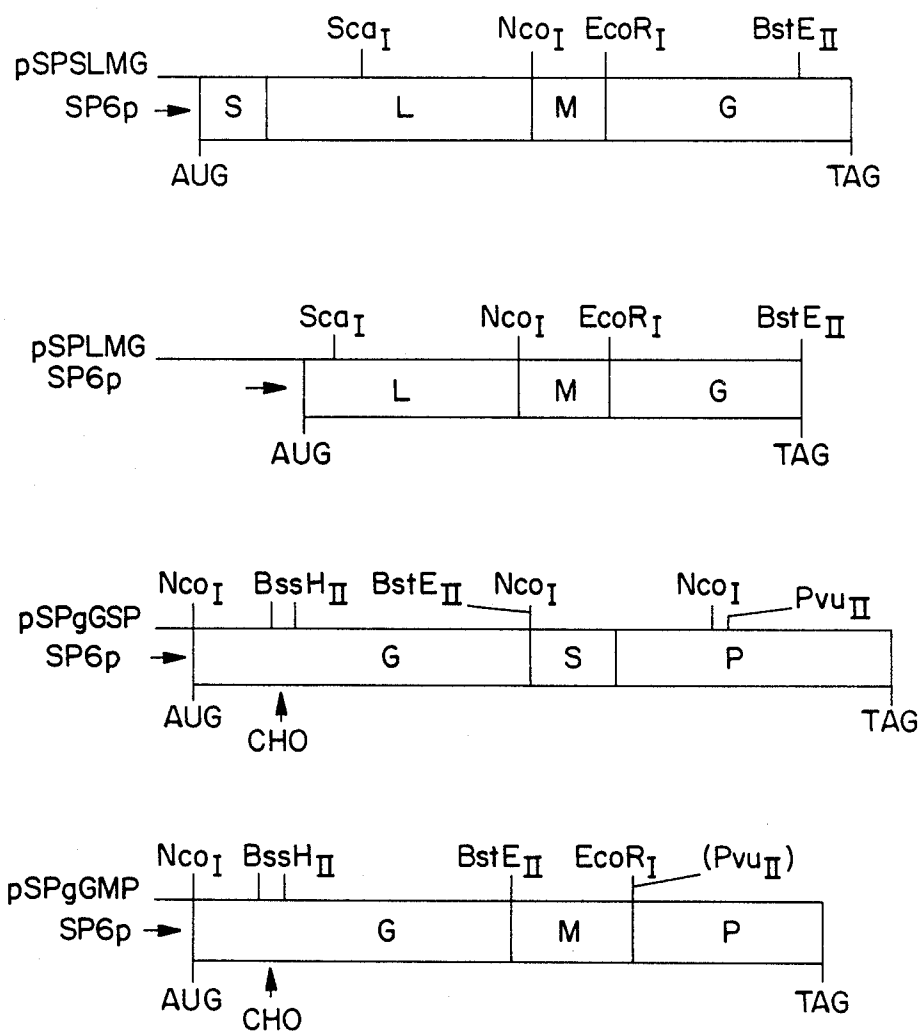 ScaI NcoI EcoRI BstEII
pSPSLMG
SP6p S L M G
AUG TAG
ScaI NcoI EcoRI BstEII
pSPLMG
SP6p
L M G
AUG TAG
NcoI BssHII BstEII NcoI NcoI PvuII
pSPgGSP
SP6p G S P
AUG TAG
CHO
NcoI BssHII BstEII EcoRI (PvuII)
pSPgGMP
SP6p G M P
AUG TAG
CHO